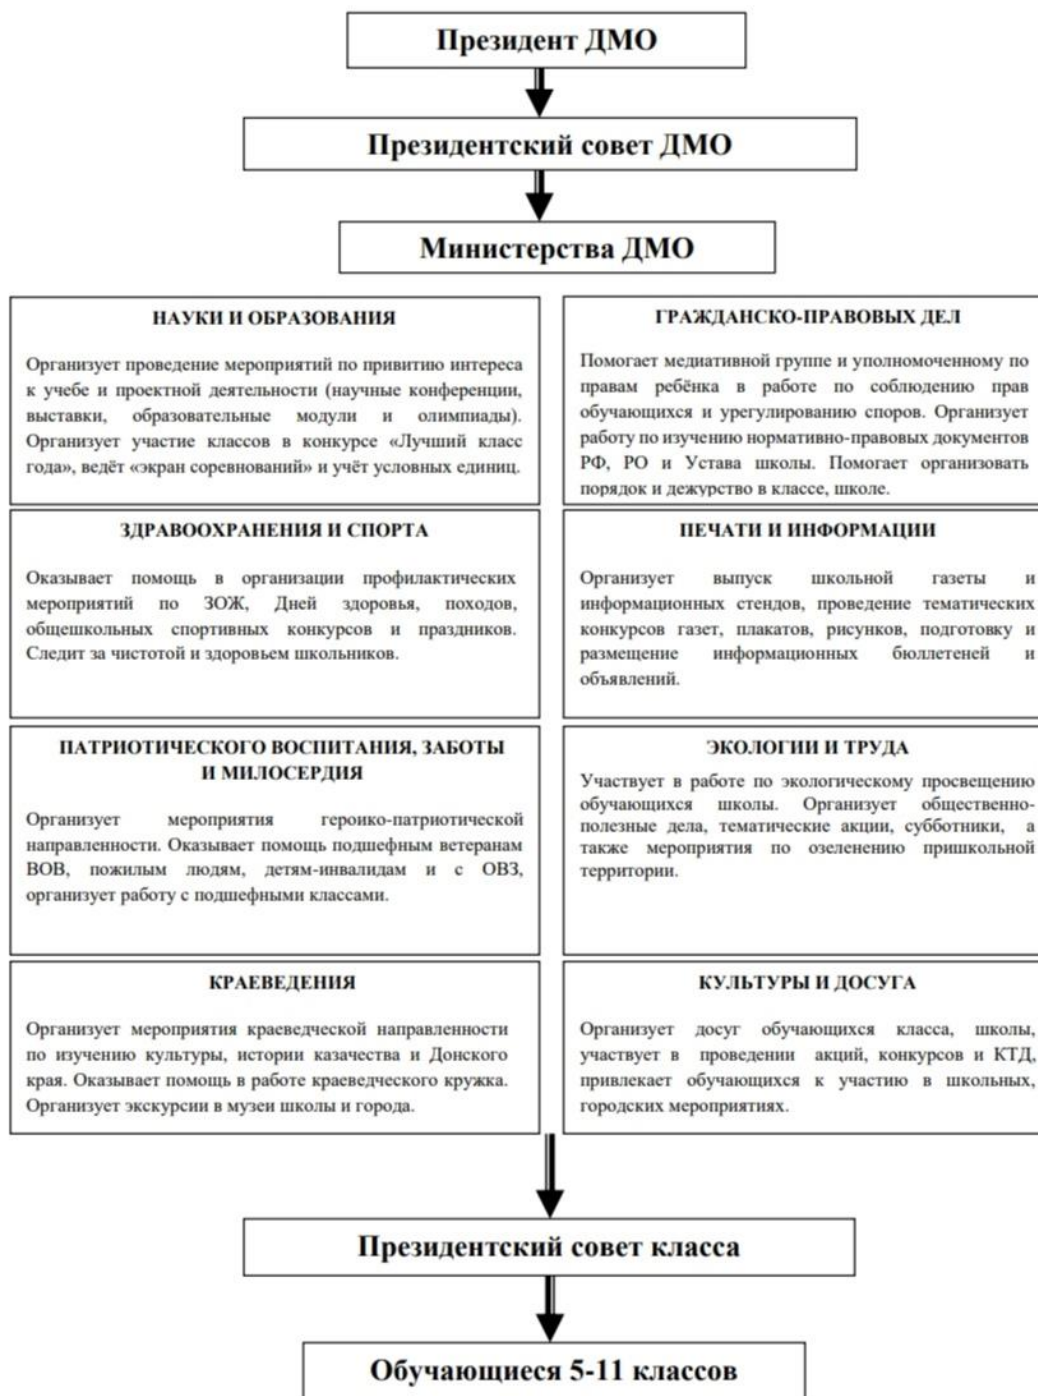 Президент ДМО
Президентский совет ДМО
Министерства ДМО
НАУКИ И ОБРАЗОВАНИЯ
Организует проведение мероприятий по привитию интереса
к учебе и проектной деятельности (научные конференции,
выставки, образовательные модули и олимпиады).
Организует участие классов в конкурсе «Лучший класс
года», ведёт «экран соревнований» и учёт условных единиц.
ГРАЖДАНСКО-ПРАВОВЫХ ДЕЛ
Помогает медиативной группе и уполномоченному по
правам ребёнка в работе по соблюдению прав
обучающихся и урегулированию споров. Организует
работу по изучению нормативно-правовых документов
РФ, РО и Устава школы. Помогает организовать
порядок и дежурство в классе, школе.
ЗДРАВООХРАНЕНИЯ И СПОРТА
Оказывает помощь в организации профилактических
мероприятий по ЗОЖ, Дней здоровья, походов,
общешкольных спортивных конкурсов и праздников.
Следит за чистотой и здоровьем школьников.
ПЕЧАТИ И ИНФОРМАЦИИ
Организует выпуск школьной газеты и
информационных стендов, проведение тематических
конкурсов газет, плакатов, рисунков, подготовку и
размещение информационных бюллетеней и
объявлений.
ПАТРИОТИЧЕСКОГО ВОСПИТАНИЯ, ЗАБОТЫ
И МИЛОСЕРДИЯ
Организует мероприятия героико-патриотической
направленности. Оказывает помощь подшефным ветеранам
ВОВ, пожилым людям, детям-инвалидам и с ОВЗ,
организует работу с подшефными классами.
ЭКОЛОГИИ И ТРУДА
Участвует в работе по экологическому просвещению
обучающихся школы. Организует общественно-
полезные дела, тематические акции, субботники, а
также мероприятия по озеленению пришкольной
территории.
КРАЕВЕДЕНИЯ
Организует мероприятия краеведческой направленности
по изучению культуры, истории казачества и Донского
края. Оказывает помощь в работе краеведческого кружка.
Организует экскурсии в музеи школы и города.
КУЛЬТУРЫ И ДОСУГА
Организует досуг обучающихся класса, школы,
участвует в проведении акций, конкурсов и КТД,
привлекает обучающихся к участию в школьных,
городских мероприятиях.
Президентский совет класса
Обучающиеся 5-11 классов